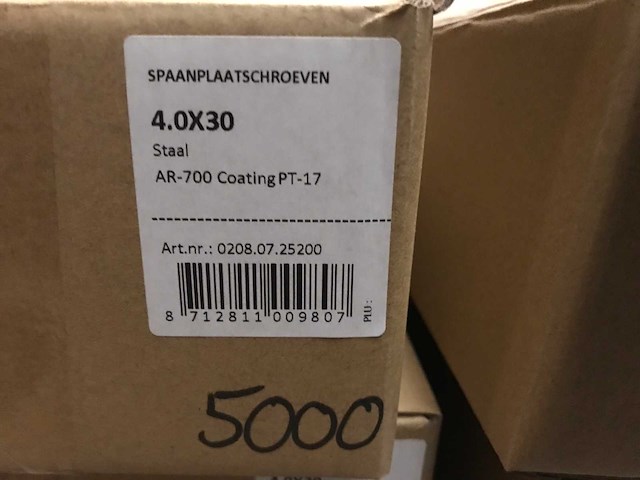 SPAANPLAATSCHROEVEN
4.0X30
Staal
AR-700 Coating PT-17
Art.nr.: 0208.07.25200
8 712811 009807
PLU:
5000